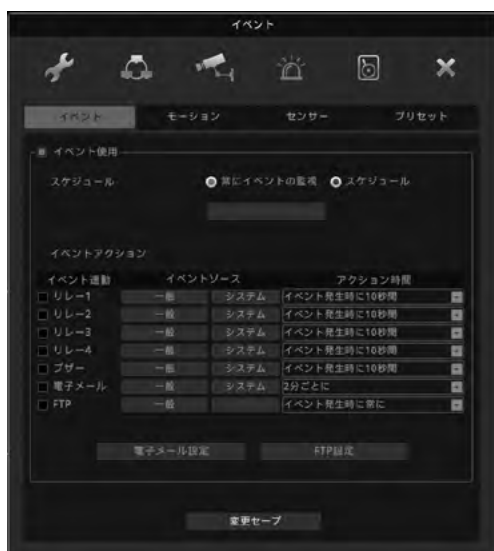 イベント
イベント モーション センサー プリセット
イベント使用
スケジュール 常にイベントの監視 スケジュール
イベントアクション
イベント連動 イベントソース アクション時間
リレー1 一般 システム イベント発生時に10秒間
リレー2 一般 システム イベント発生時に10秒間
リレー3 一般 システム イベント発生時に10秒間
リレー4 一般 システム イベント発生時に10秒間
ブザー 一般 システム イベント発生時に10秒間
電子メール 一般 システム 2分ごとに
FTP 一般 イベント発生時に常に
電子メール設定 FTP設定
変更セーブ